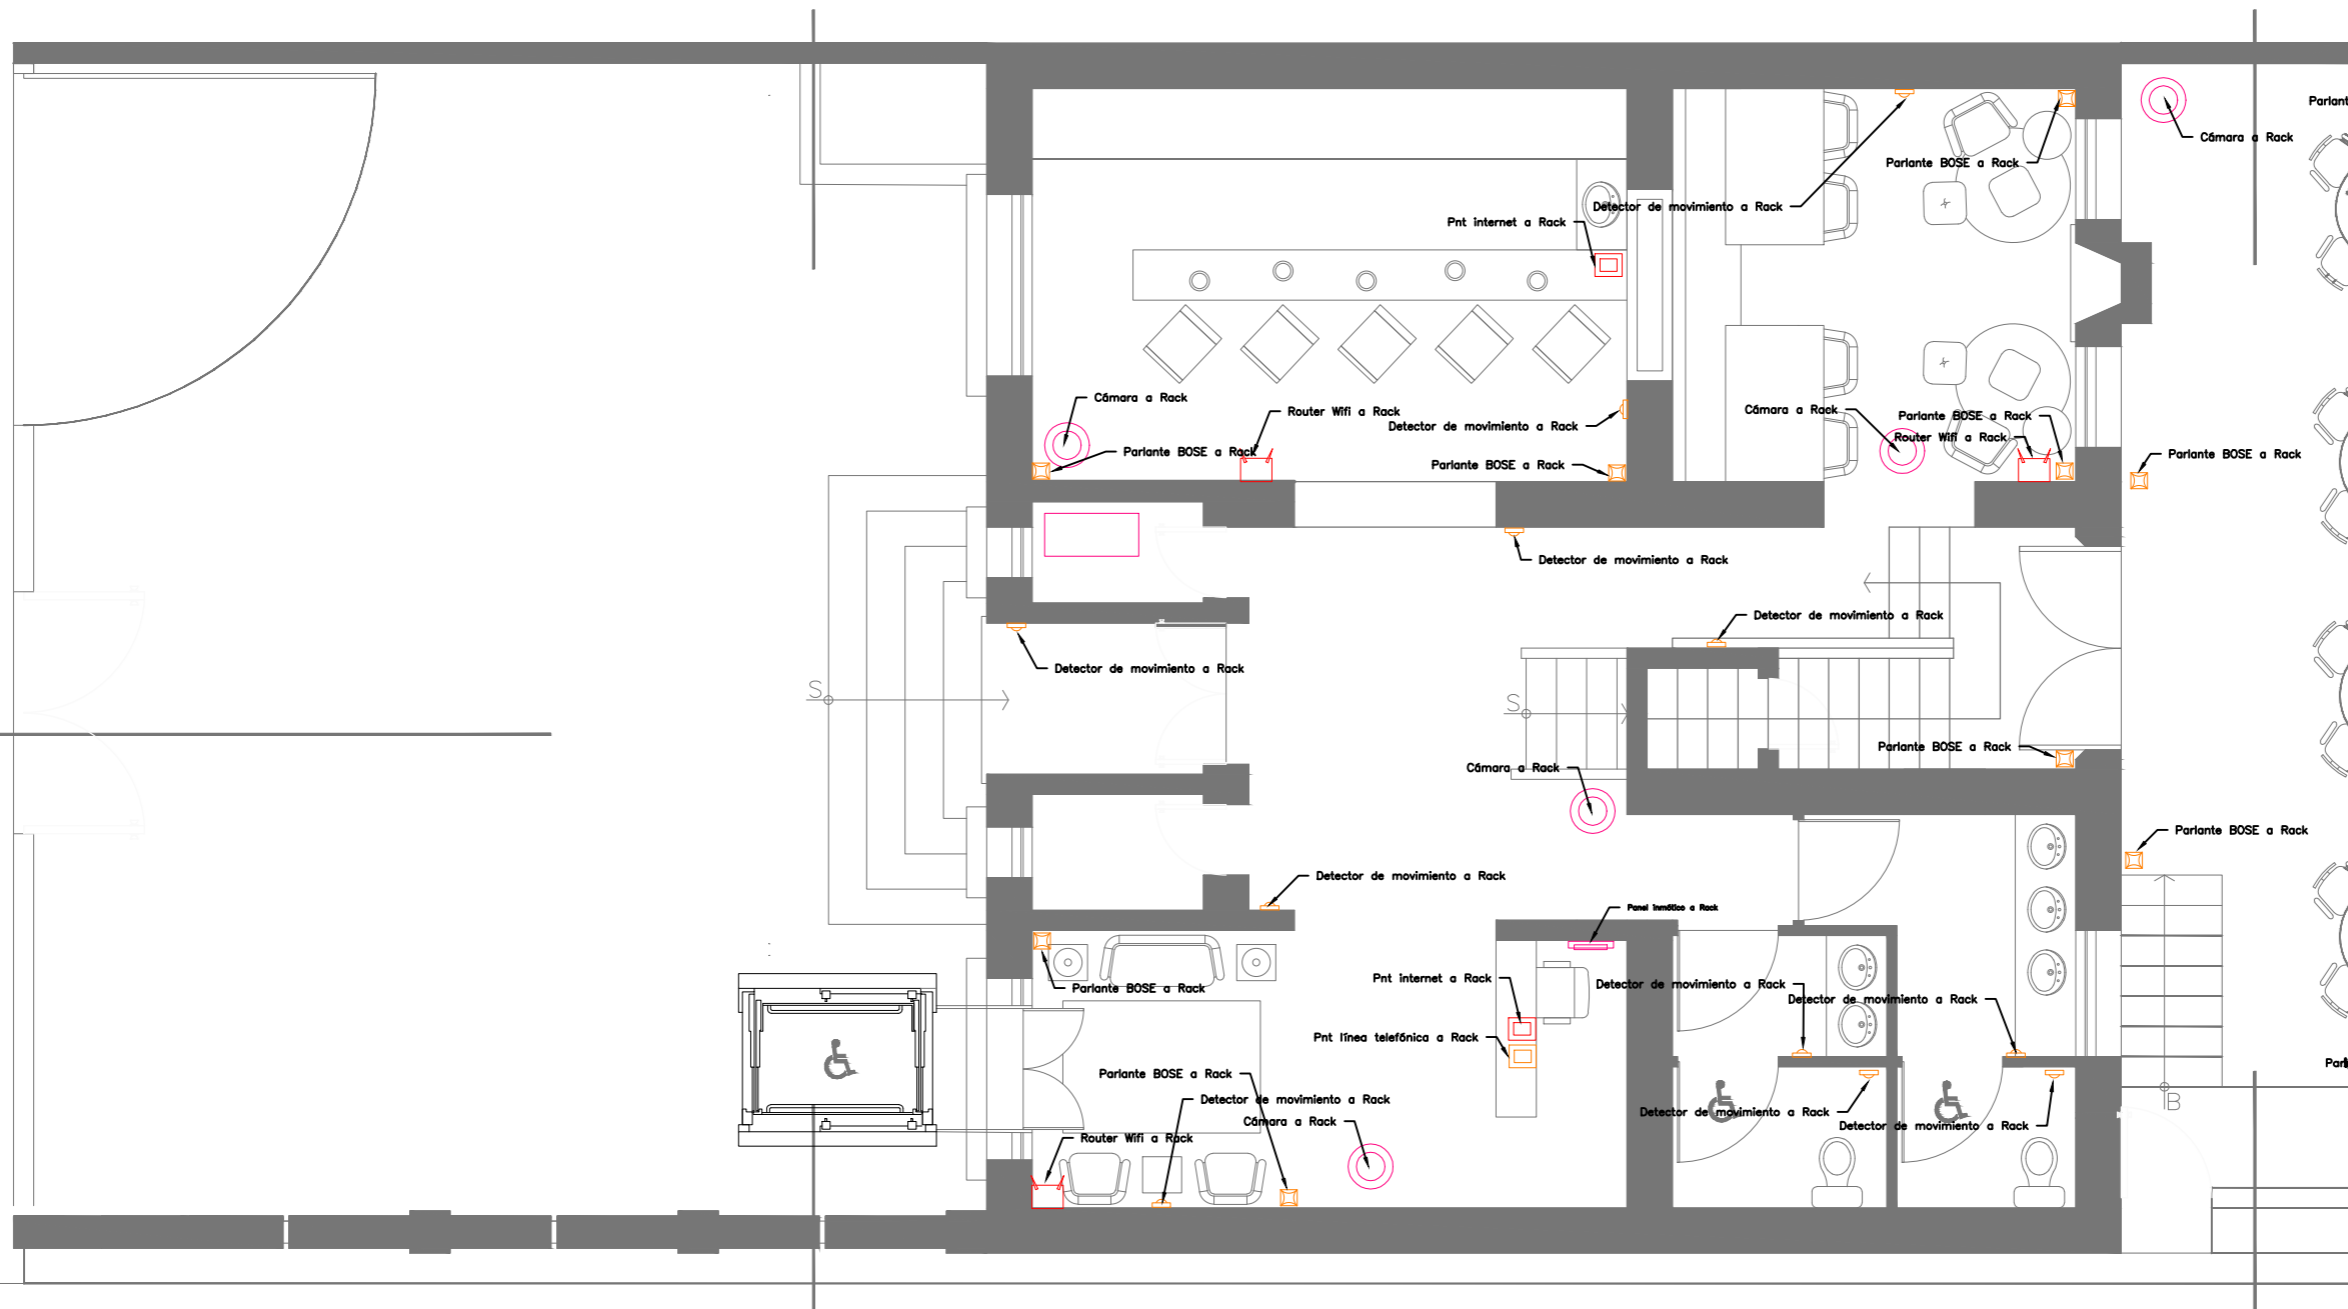 Parlant
Cámara a Rack
Parlante BOSE a Rack
Detector de movimiento a Rack
Pnt internet a Rack
Cámara a Rack
Router Wifi a Rack
Cámara a Rack
Parlante BOSE a Rack
Detector de movimiento a Rack
Router Wifi a Rack
Parlante BOSE a Rack
Parlante BOSE a Rack
Parlante BOSE a Rack
Detector de movimiento a Rack
Detector de movimiento a Rack
Detector de movimiento a Rack
S
S
Parlante BOSE a Rack
Cámara a Rack
Parlante BOSE a Rack
Detector de movimiento a Rack
Panel inmótico a Rack
Pnt internet a Rack
Detector de movimiento a Rack
Parlante BOSE a Rack
Detector de movimiento a Rack
Pnt línea telefónica a Rack
Parlante BOSE a Rack
Detector de movimiento a Rack
B
Detector de movimiento a Rack
Cámara a Rack
Detector de movimiento a Rack
Router Wifi a Rack